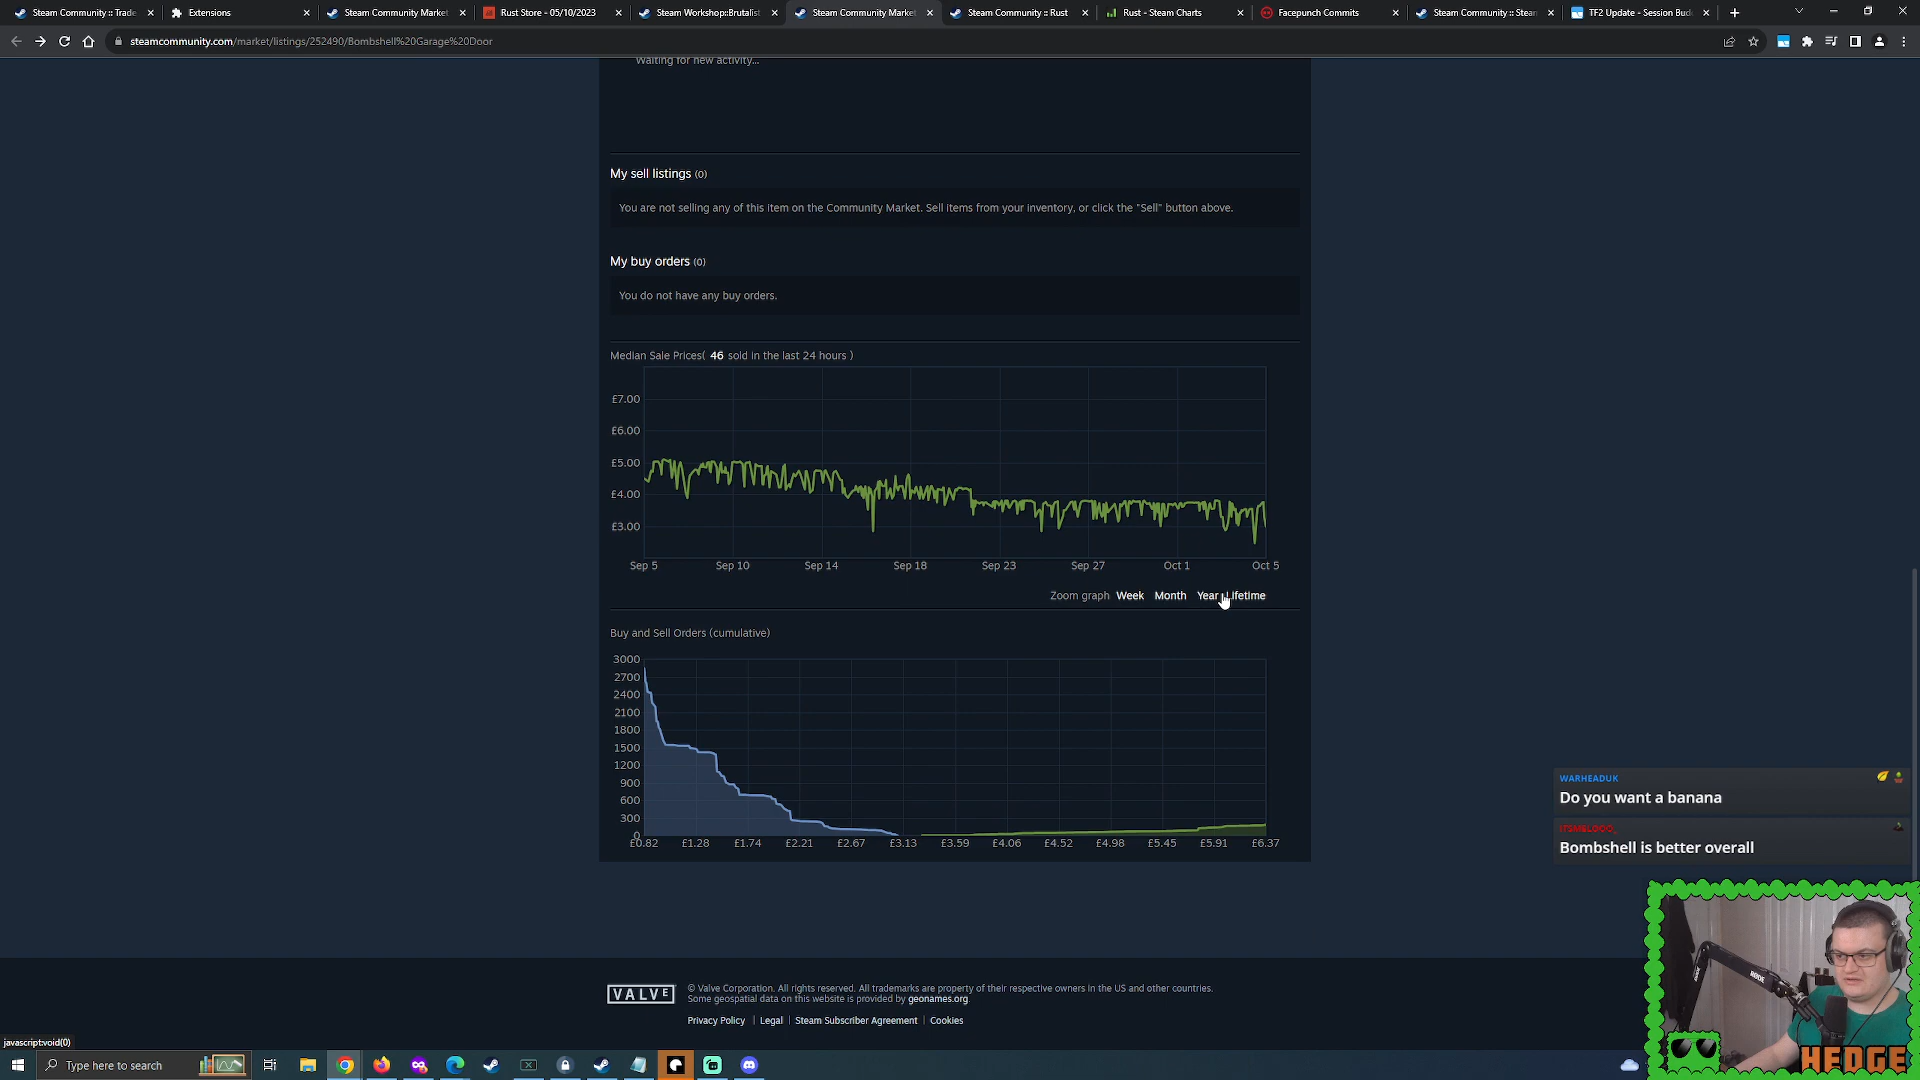 Steam Community :: Trade
Extensions
Steam Community Market
Rust Store - 05/10/2023
Steam Workshop::Brutalist
Steam Community Market
Steam Community :: Rust
Rust - Steam Charts
Facepunch Commits
Steam Community :: Stea
TF2 Update - Session Bud
steamcommunity.com/market/listings/252490/Bombshell%20Garage%20Door
Waiting for new activity...
My sell listings (0)
You are not selling any of this item on the Community Market. Sell items from your inventory, or click the "Sell" button above.
My buy orders (0)
You do not have any buy orders.
Median Sale Prices( 46 sold in the last 24 hours )
£7.00
£6.00
£5.00
£4.00
£3.00
Sep 5 Sep 10 Sep 14 Sep 18 Sep 23 Sep 27 Oct 1 Oct 5
Zoom graph Week Month Year Lifetime
Buy and Sell Orders (cumulative)
3000
2700
2400
2100
1800
1500
1200
900
600
300
0
£0.82 £1.28 £1.74 £2.21 £2.67 £3.13 £3.59 £4.06 £4.52 £4.98 £5.45 £5.91 £6.37
WARHEADUK
Do you want a banana
Bombshell is better overall
VALVE
© Valve Corporation. All rights reserved. All trademarks are property of their respective owners in the US and other countries.
Some geospatial data on this website is provided by geonames.org.
Privacy Policy | Legal | Steam Subscriber Agreement | Cookies
javascript:void(0)
Type here to search
RØDE
HEDGE